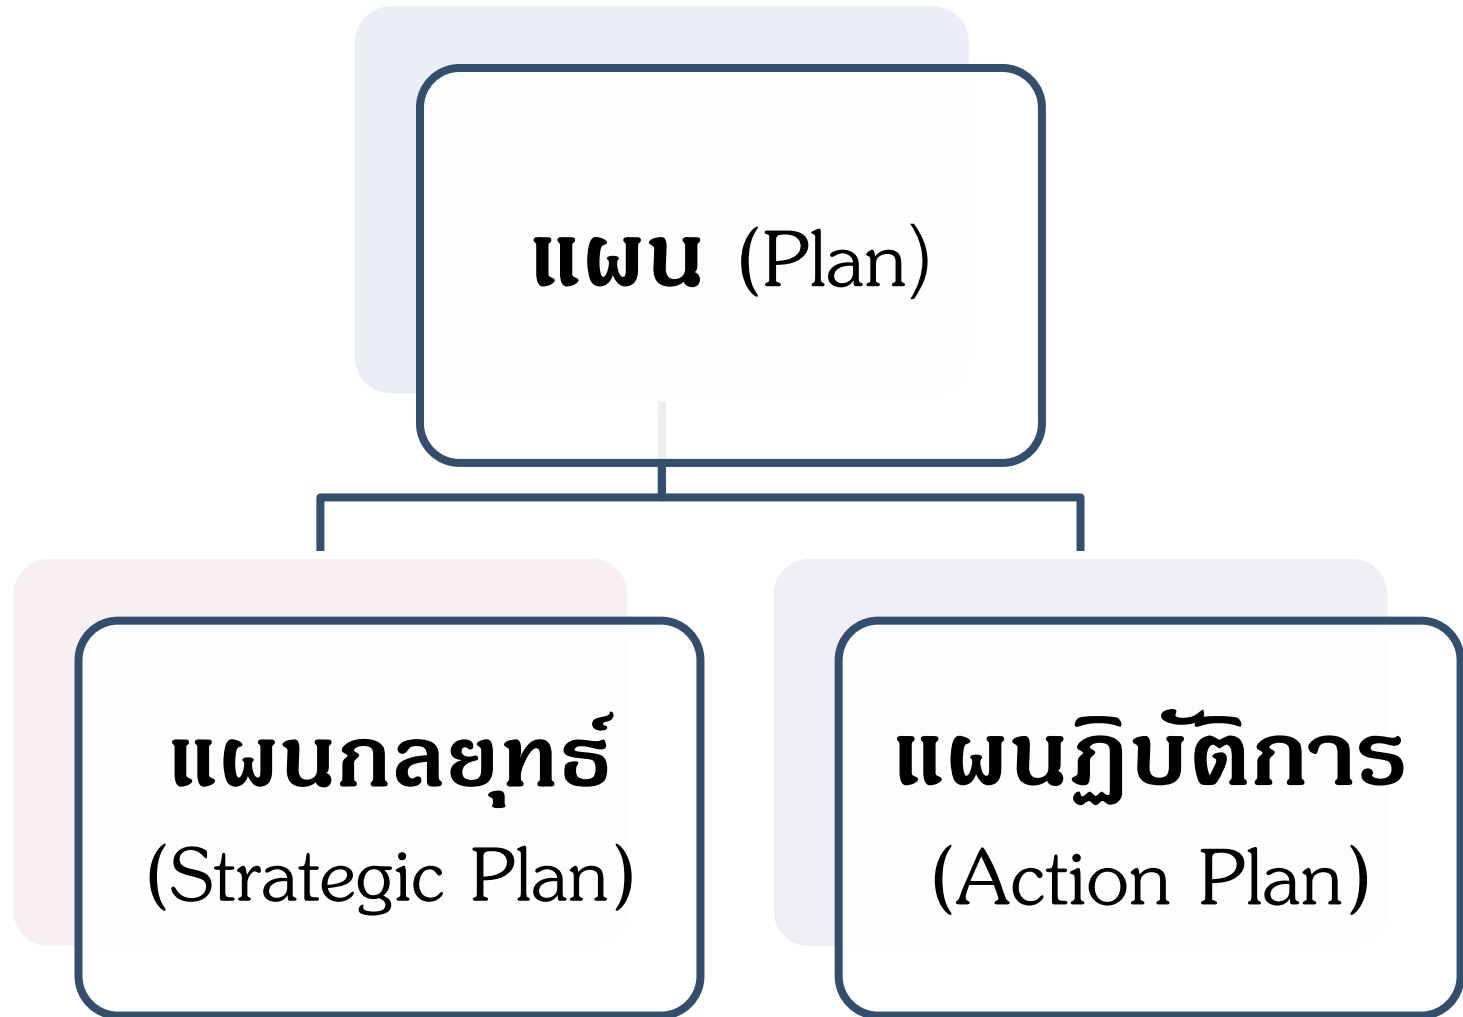 แผน (Plan)
แผนกลยุทธ์
(Strategic Plan)
แผนฏิบัติการ
(Action Plan)